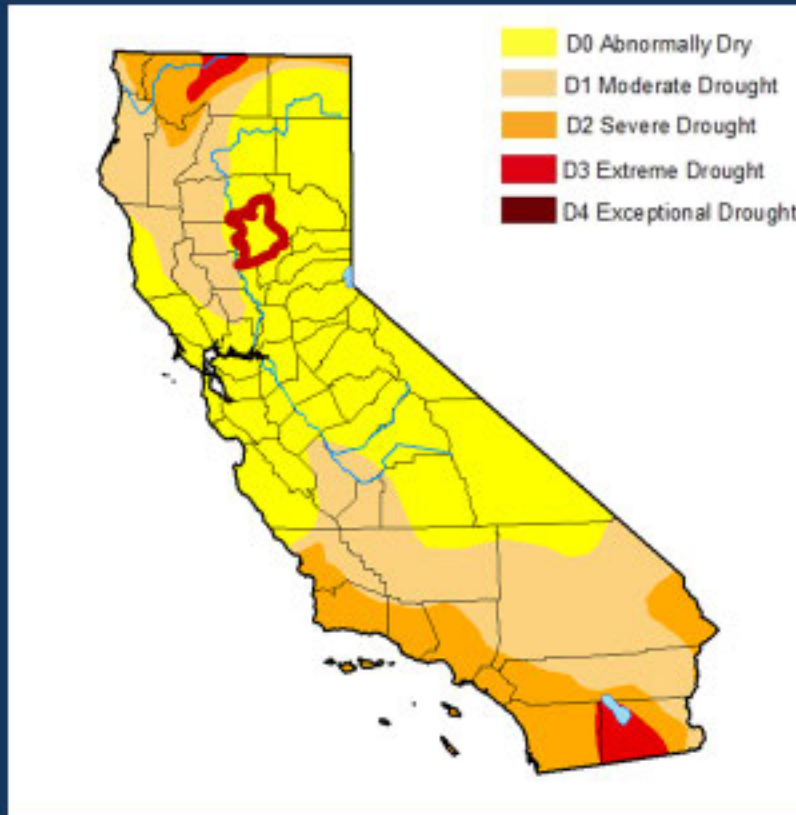 D0 Abnormally Dry
D1 Moderate Drought
D2 Severe Drought
D3 Extreme Drought
D4 Exceptional Drought